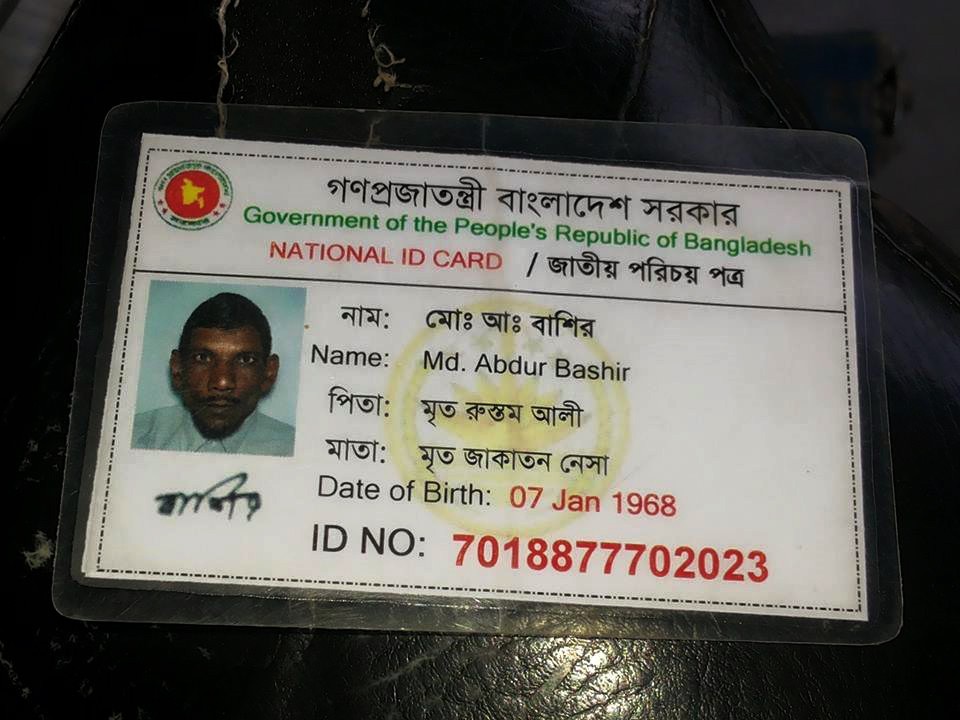 গণপ্রজাতন্ত্রী বাংলাদেশ সরকার
Government of the People's Republic of Bangladesh
NATIONAL ID CARD / জাতীয় পরিচয় পত্র
নাম: মোঃ আঃ বাশির
Name: Md. Abdur Bashir
পিতা: মৃত রুস্তম আলী
মাতা: মৃত জাকাতন নেসা
Date of Birth: 07 Jan 1968
ID NO: 7018877702023
বাশির